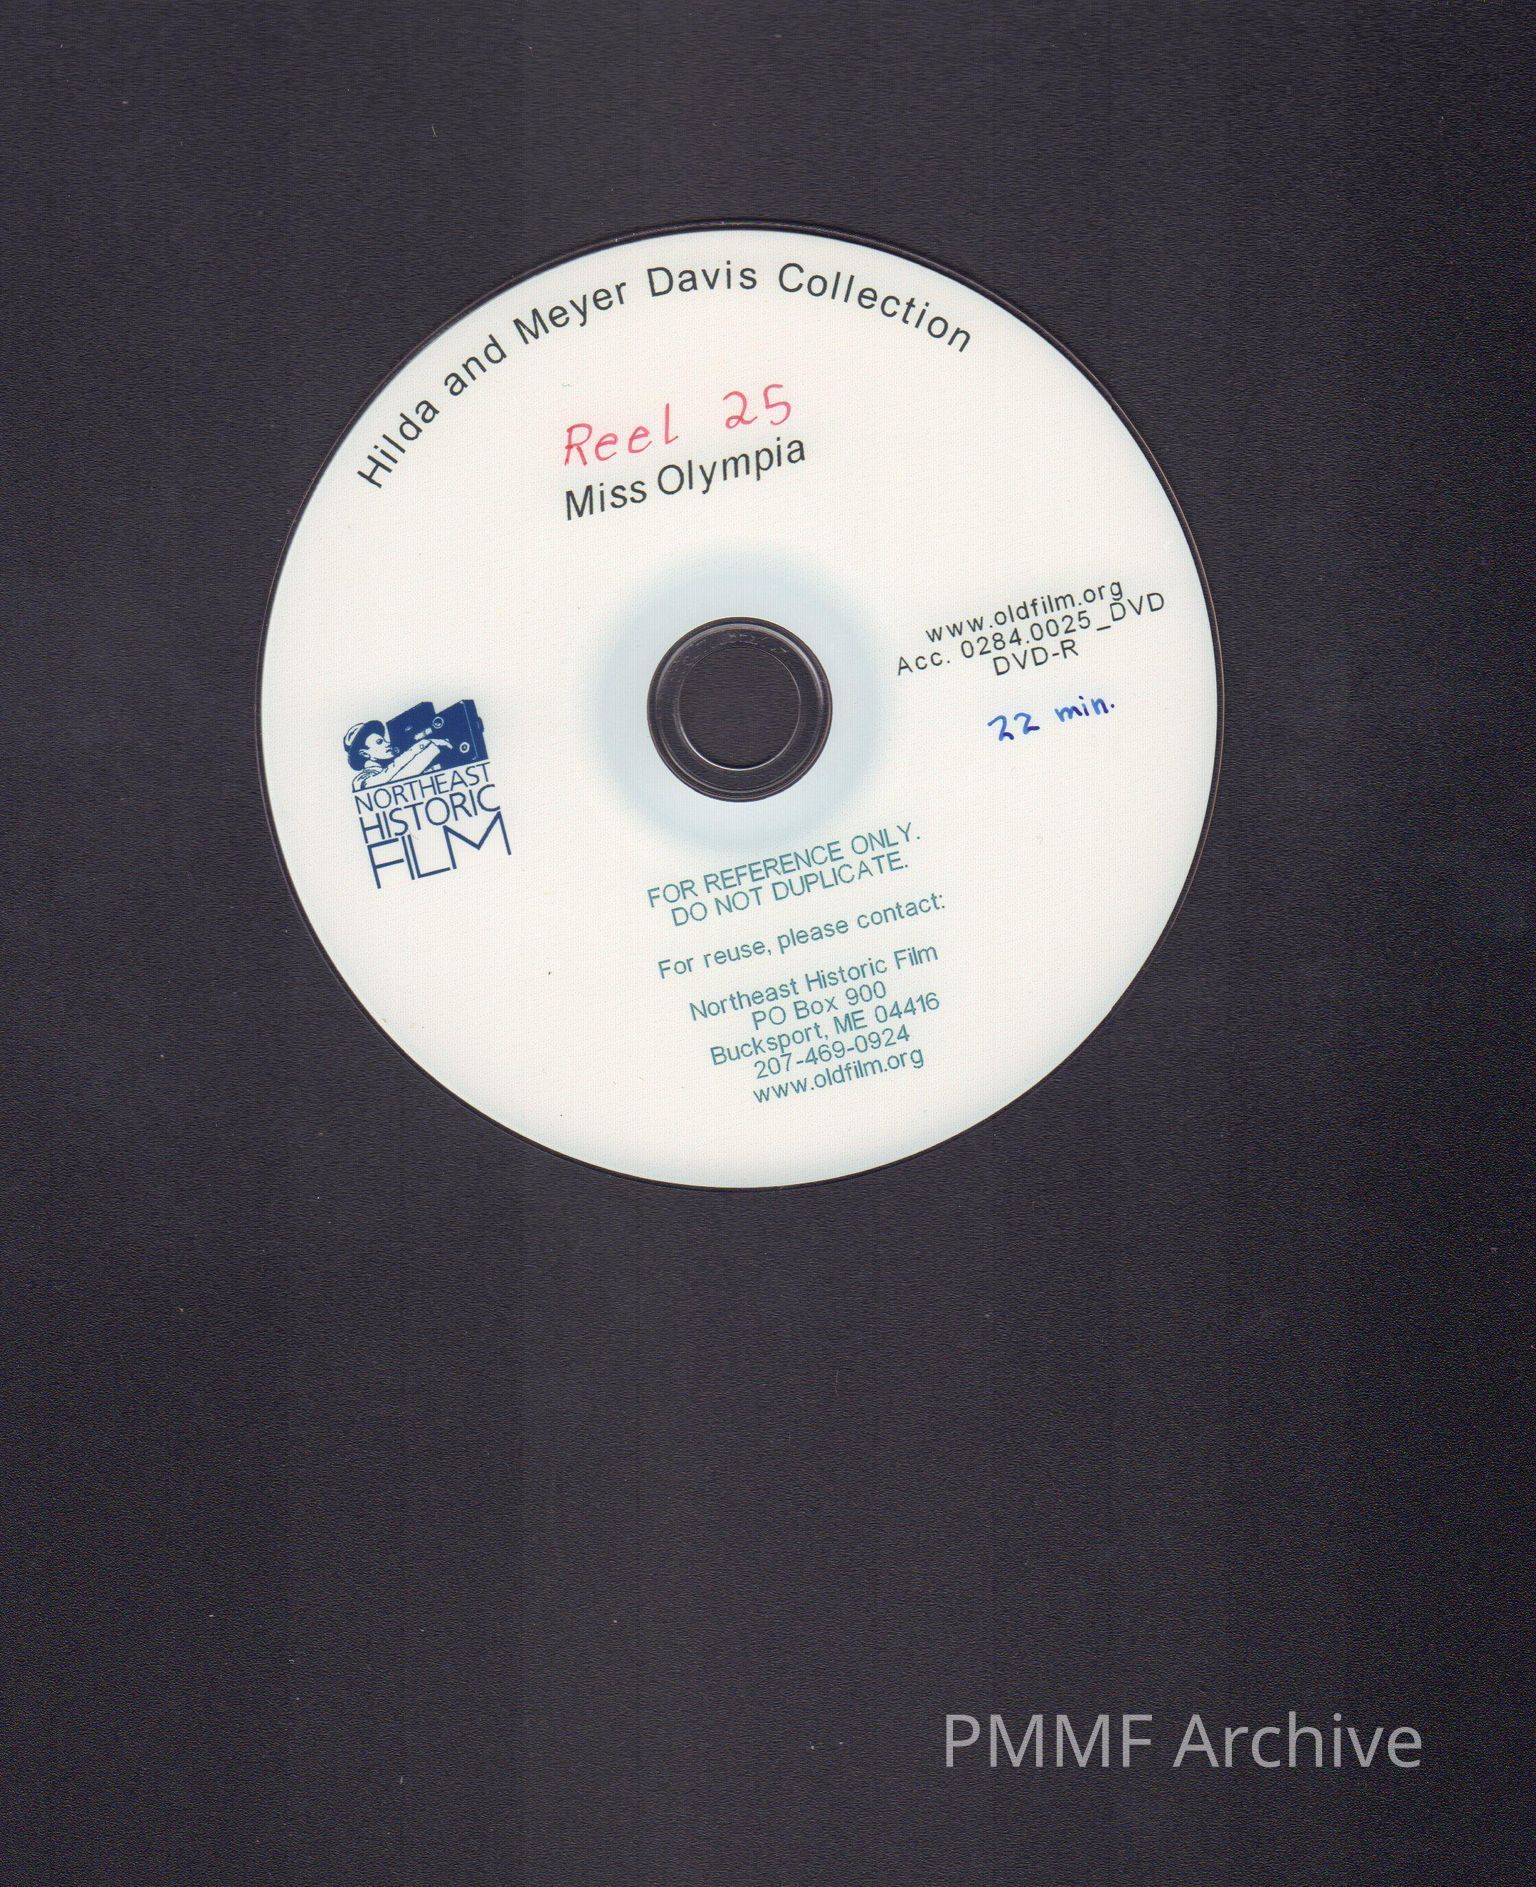 Hilda and Meyer Davis Collection
Reel 25
Miss Olympia
www.oldfilm.org
Acc. 0284.0025_DVD
DVD-R
22 min.
NORTHEAST
HISTORIC
FILM
FOR REFERENCE ONLY.
DO NOT DUPLICATE.
For reuse, please contact:
Northeast Historic Film
PO Box 900
Bucksport, ME 04416
207-469-0924
www.oldfilm.org
PMMF Archive